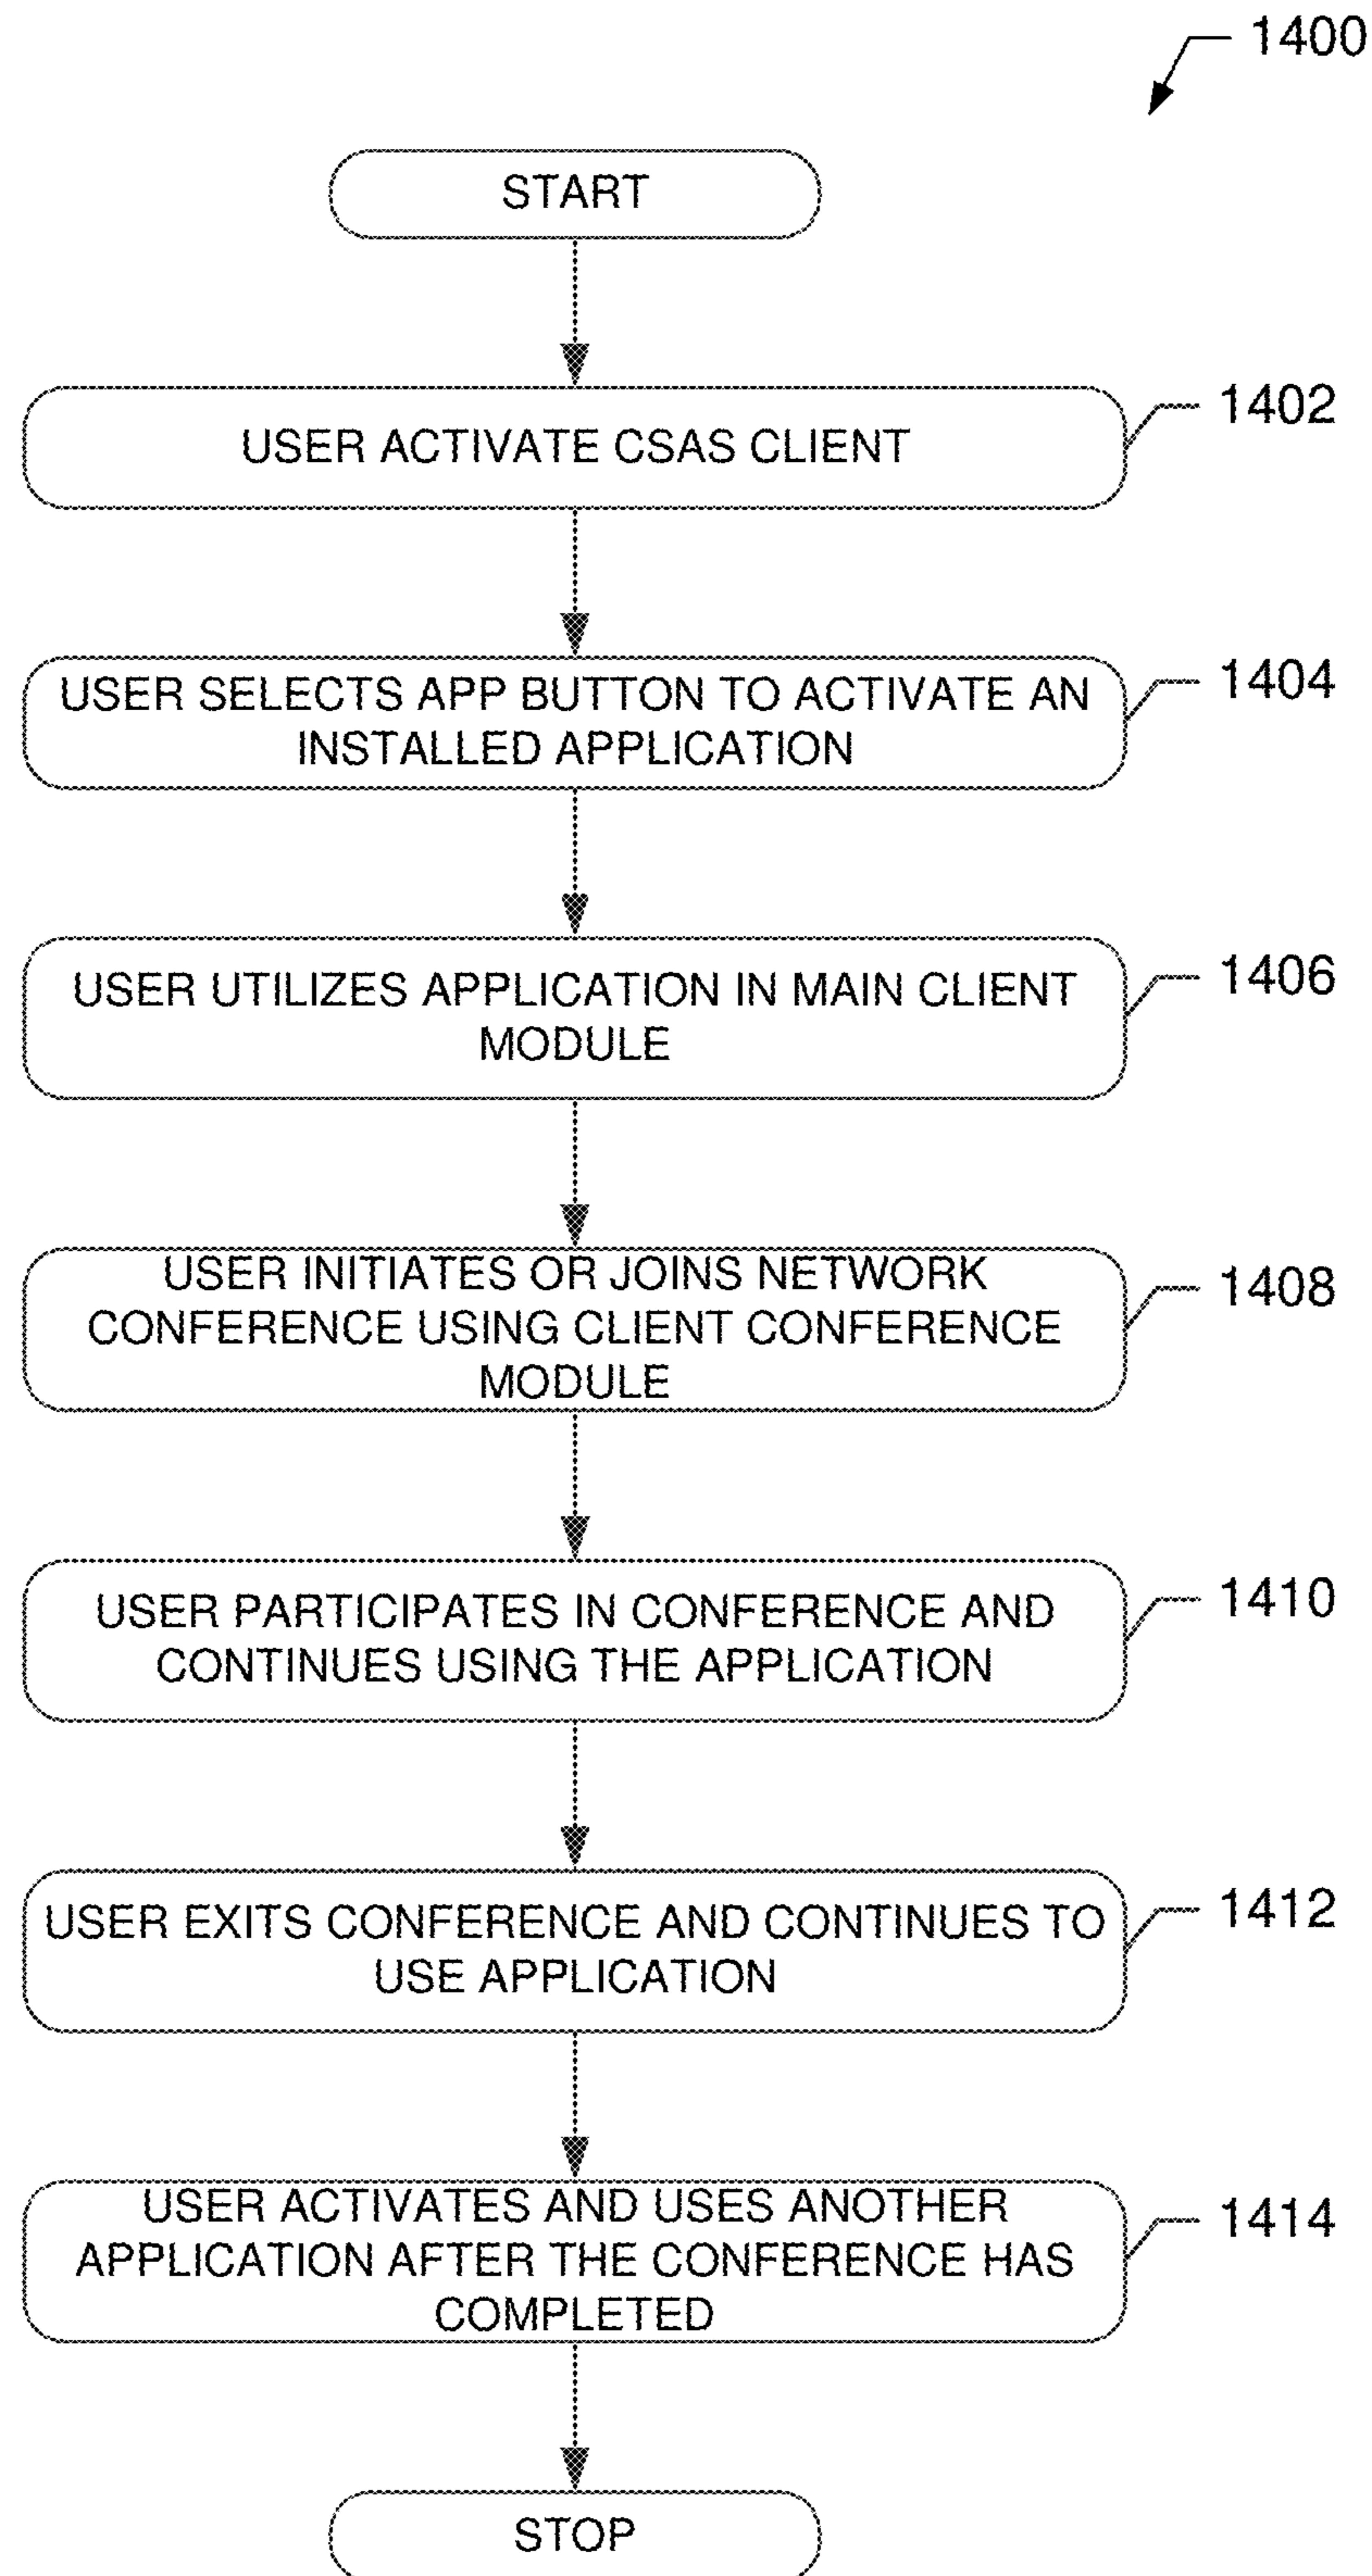 1400
START
USER ACTIVATE CSAS CLIENT
1402
USER SELECTS APP BUTTON TO ACTIVATE AN
INSTALLED APPLICATION
1404
USER UTILIZES APPLICATION IN MAIN CLIENT
MODULE
1406
USER INITIATES OR JOINS NETWORK
CONFERENCE USING CLIENT CONFERENCE
MODULE
1408
USER PARTICIPATES IN CONFERENCE AND
CONTINUES USING THE APPLICATION
1410
USER EXITS CONFERENCE AND CONTINUES TO
USE APPLICATION
1412
USER ACTIVATES AND USES ANOTHER
APPLICATION AFTER THE CONFERENCE HAS
COMPLETED
1414
STOP